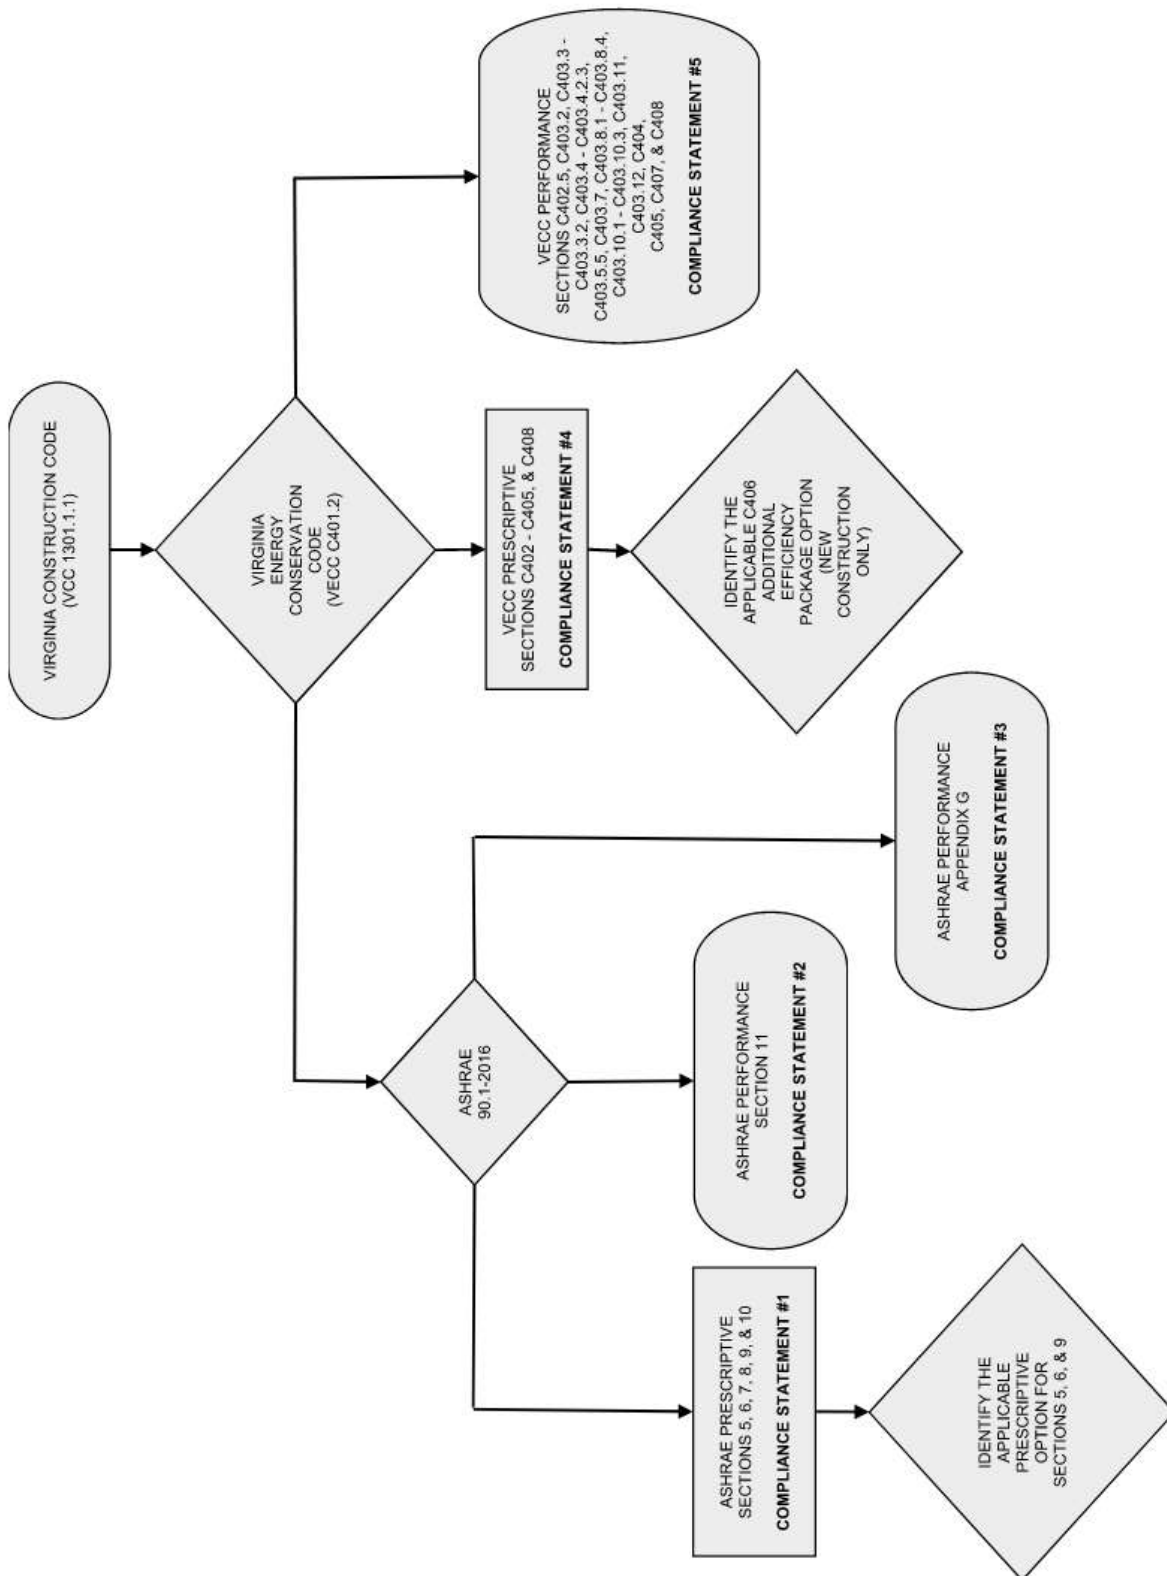 VIRGINIA CONSTRUCTION CODE
(VCC 1301.1.1.1)
VIRGINIA
ENERGY
CONSERVATION
CODE
(VECC C401.2)
ASHRAE
90.1-2016
ASHRAE PRESCRIPTIVE
SECTIONS 5, 6, 7, 8, 9, & 10
COMPLIANCE STATEMENT #1
IDENTIFY THE
APPLICABLE
PRESCRIPTIVE
OPTION FOR
SECTIONS 5, 6, & 9
ASHRAE PERFORMANCE
SECTION 11
COMPLIANCE STATEMENT #2
ASHRAE PERFORMANCE
APPENDIX G
COMPLIANCE STATEMENT #3
VECC PRESCRIPTIVE
SECTIONS C402 - C405, & C408
COMPLIANCE STATEMENT #4
IDENTIFY THE
APPLICABLE C406
ADDITIONAL
EFFICIENCY
PACKAGE OPTION
(NEW
CONSTRUCTION
ONLY)
VECC PERFORMANCE
SECTIONS C402.5, C403.2, C403.3 -
C403.3.2, C403.4 - C403.4.2.3,
C403.5.5, C403.7, C403.8.1 - C403.8.4,
C403.10.1 - C403.10.3, C403.11,
C403.12, C404,
C405, C407, & C408
COMPLIANCE STATEMENT #5